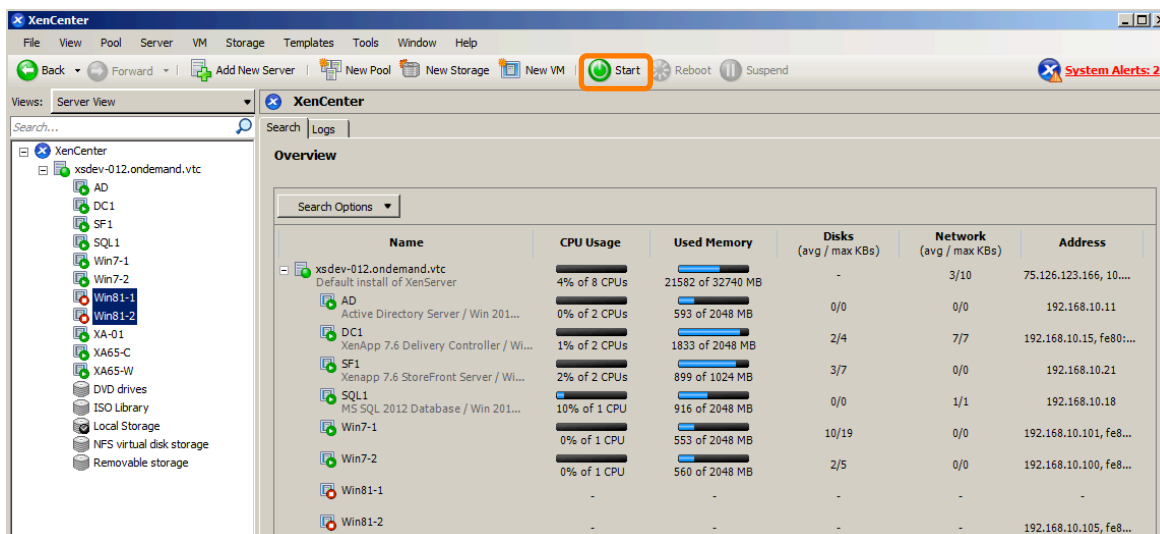 XenCenter
File View Pool Server VM Storage Templates Tools Window Help
Back Forward Add New Server New Pool New Storage New VM Start Reboot Suspend System Alerts: 2
Views: Server View XenCenter
Search... Search Logs
XenCenter
Overview
xsdev-012.ondemand.vtc
AD
DC1
SF1
SQL1
Win7-1
Win7-2
Win81-1
Win81-2
XA-01
XA65-C
XA65-W
DVD drives
ISO Library
Local Storage
NFS virtual disk storage
Removable storage
Search Options
Name CPU Usage Used Memory Disks (avg / max KBs) Network (avg / max KBs) Address
xsdev-012.ondemand.vtc
Default install of XenServer 4% of 8 CPUs 21582 of 32740 MB - 3/10 75.126.123.166, 10....
AD
Active Directory Server / Win 201... 0% of 2 CPUs 593 of 2048 MB 0/0 0/0 192.168.10.11
DC1
XenApp 7.6 Delivery Controller / Wi... 1% of 2 CPUs 1833 of 2048 MB 2/4 7/7 192.168.10.15, fe80:...
SF1
Xenapp 7.6 StoreFront Server / Wi... 2% of 2 CPUs 899 of 1024 MB 3/7 0/0 192.168.10.21
SQL1
MS SQL 2012 Database / Win 201... 10% of 1 CPU 916 of 2048 MB 0/0 1/1 192.168.10.18
Win7-1
0% of 1 CPU 553 of 2048 MB 10/19 0/0 192.168.10.101, fe8...
Win7-2
0% of 1 CPU 560 of 2048 MB 2/5 0/0 192.168.10.100, fe8...
Win81-1
- - - - -
Win81-2
- - - - 192.168.10.105, fe8...